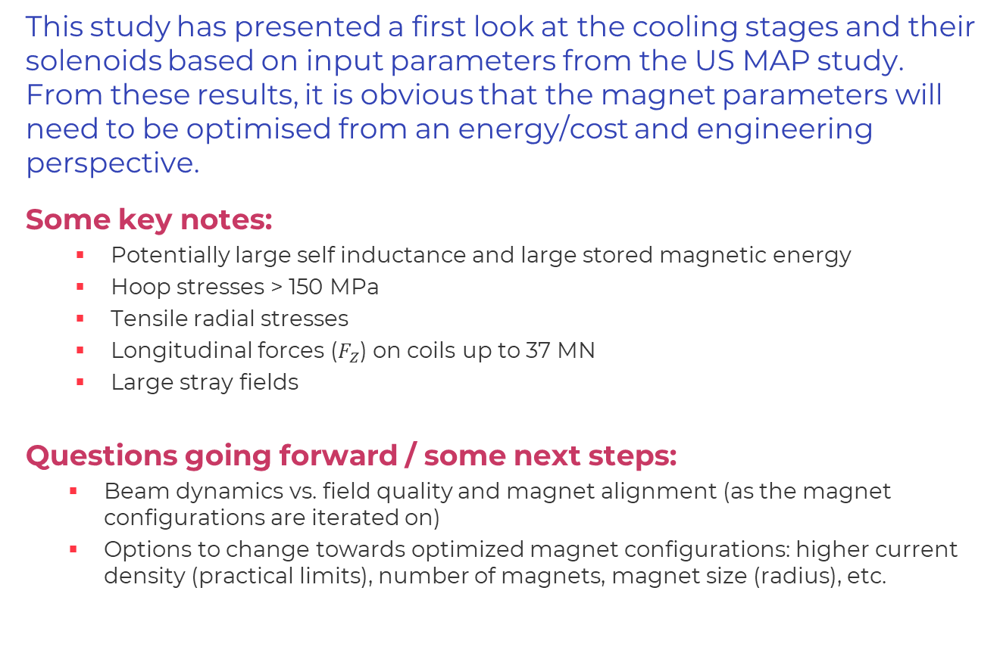 This study has presented a first look at the cooling stages and their
solenoids based on input parameters from the US MAP study.
From these results, it is obvious that the magnet parameters will
need to be optimised from an energy/cost and engineering
perspective.
Some key notes:
▪ Potentially large self inductance and large stored magnetic energy
▪ Hoop stresses > 150 MPa
▪ Tensile radial stresses
▪ Longitudinal forces (F_Z) on coils up to 37 MN
▪ Large stray fields
Questions going forward / some next steps:
▪ Beam dynamics vs. field quality and magnet alignment (as the magnet
configurations are iterated on)
▪ Options to change towards optimized magnet configurations: higher current
density (practical limits), number of magnets, magnet size (radius), etc.